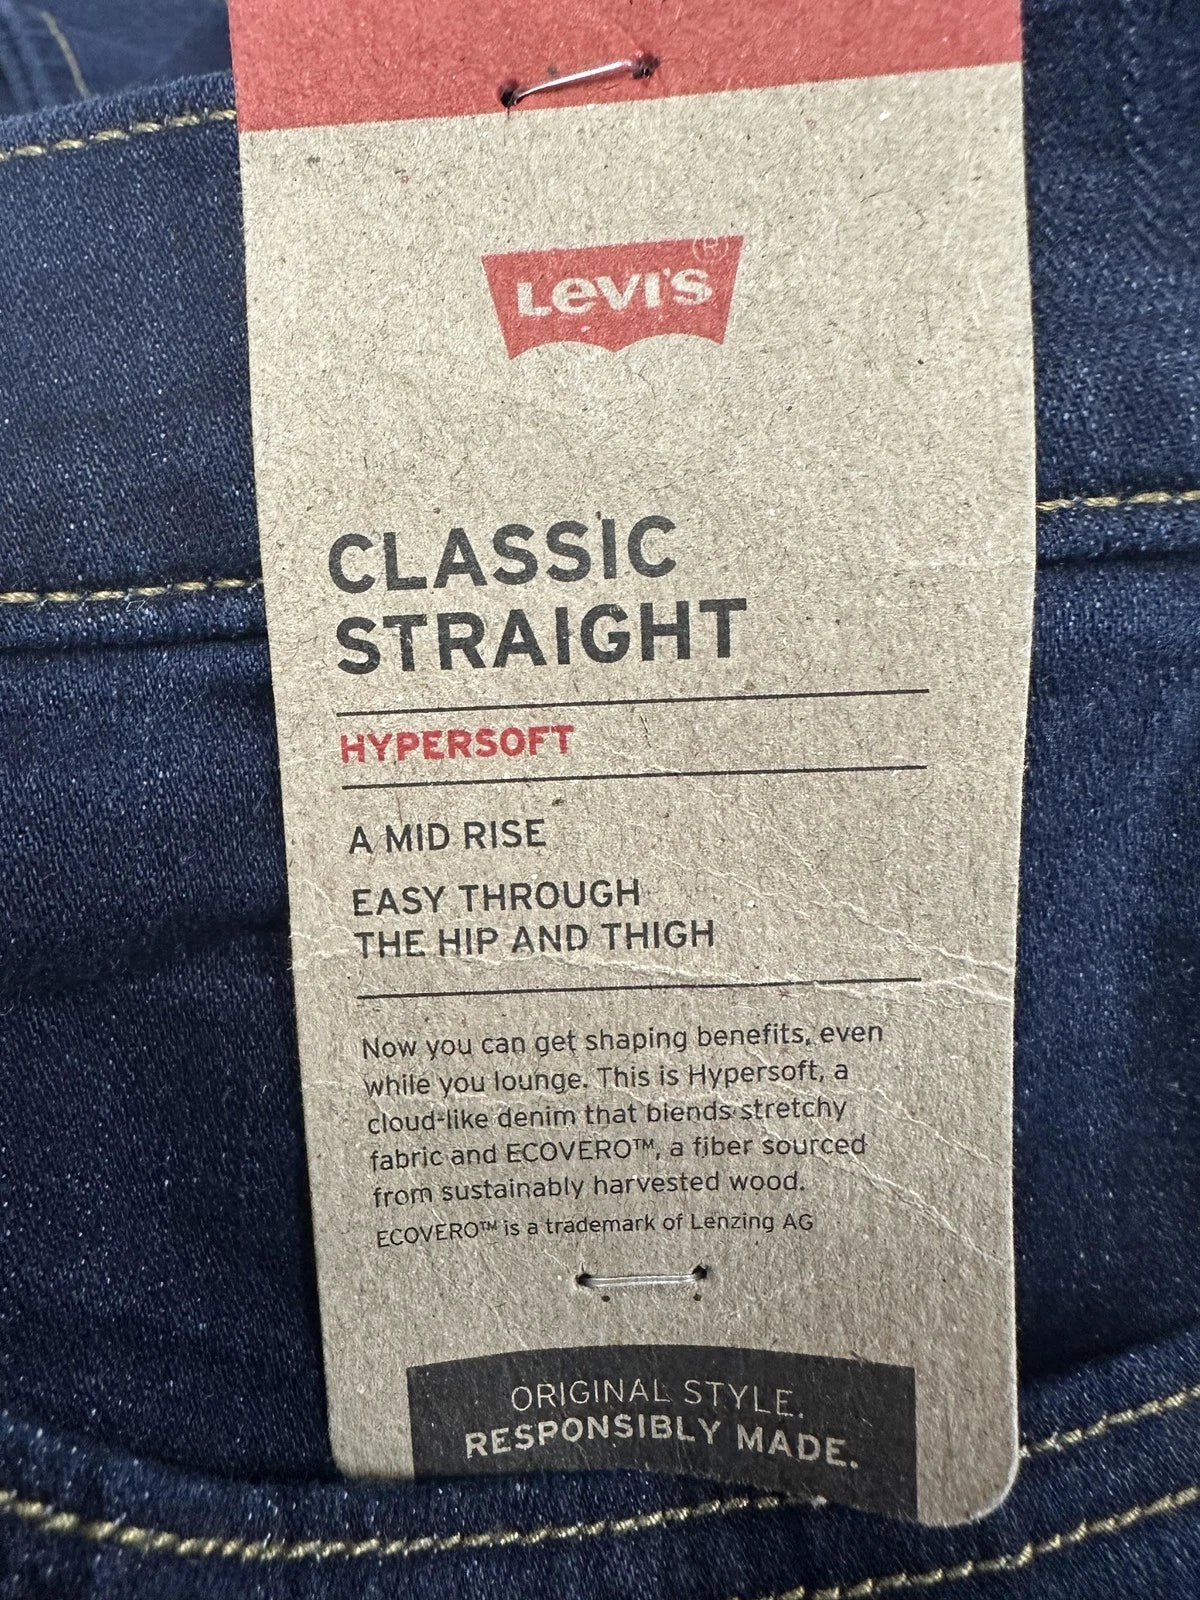 Levi's®
CLASSIC
STRAIGHT
HYPERSOFT
A MID RISE
EASY THROUGH
THE HIP AND THIGH
Now you can get shaping benefits, even
while you lounge. This is Hypersoft, a
cloud-like denim that blends stretchy
fabric and ECOVERO™, a fiber sourced
from sustainably harvested wood.
ECOVERO™ is a trademark of Lenzing AG
ORIGINAL STYLE.
RESPONSIBLY MADE.